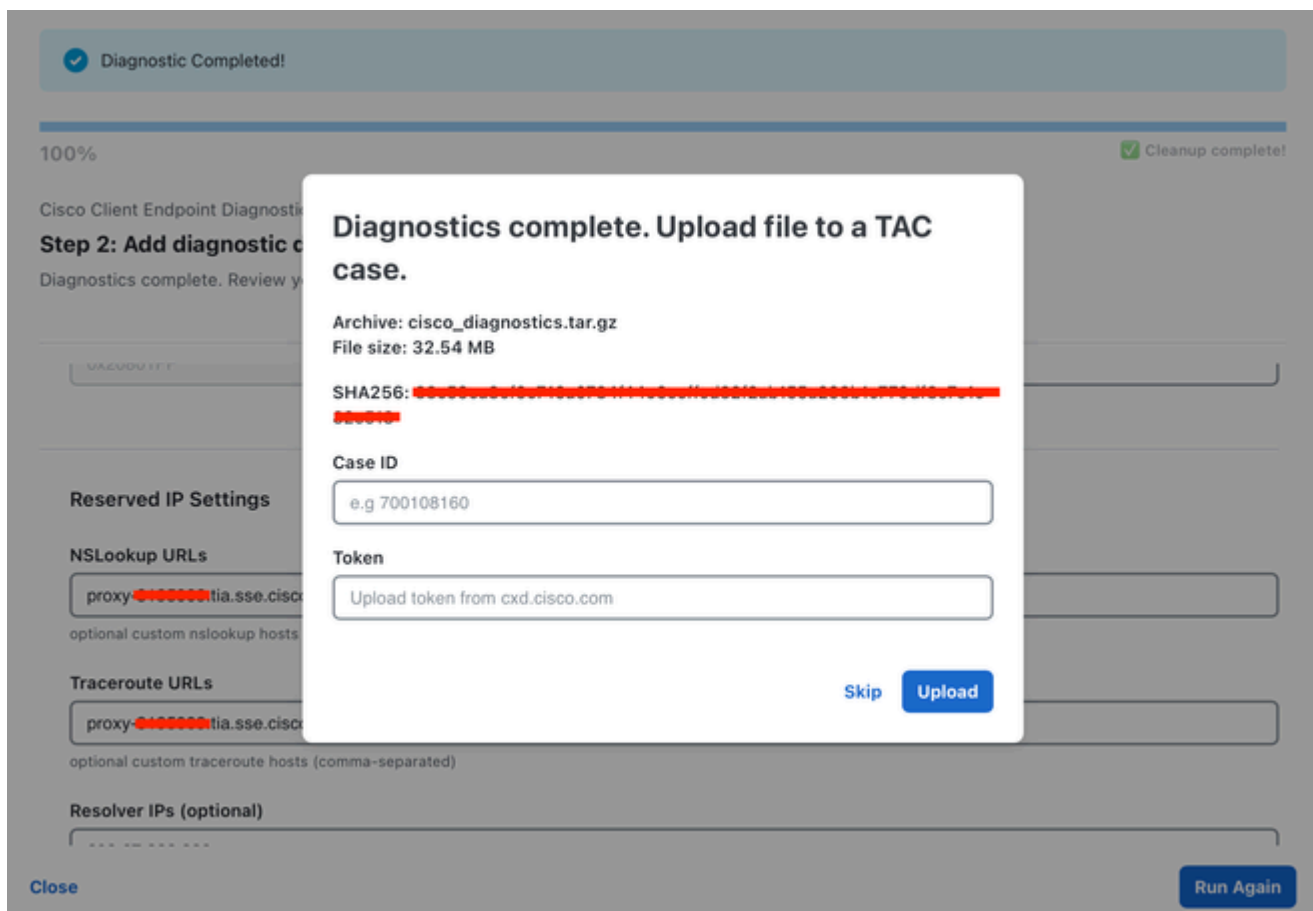 Diagnostic Completed!
100%
Cleanup complete!
Cisco Client Endpoint Diagnostic
Step 2: Add diagnostic d
Diagnostics complete. Review y
Diagnostics complete. Upload file to a TAC
case.
Archive: cisco_diagnostics.tar.gz
File size: 32.54 MB
SHA256:
Case ID
e.g 700108160
Token
Upload token from cxd.cisco.com
Skip
Upload
Reserved IP Settings
NSLookup URLs
proxy- tia.sse.cisco
optional custom nslookup hosts
Traceroute URLs
proxy- tia.sse.cisco
optional custom traceroute hosts (comma-separated)
Resolver IPs (optional)
Close
Run Again